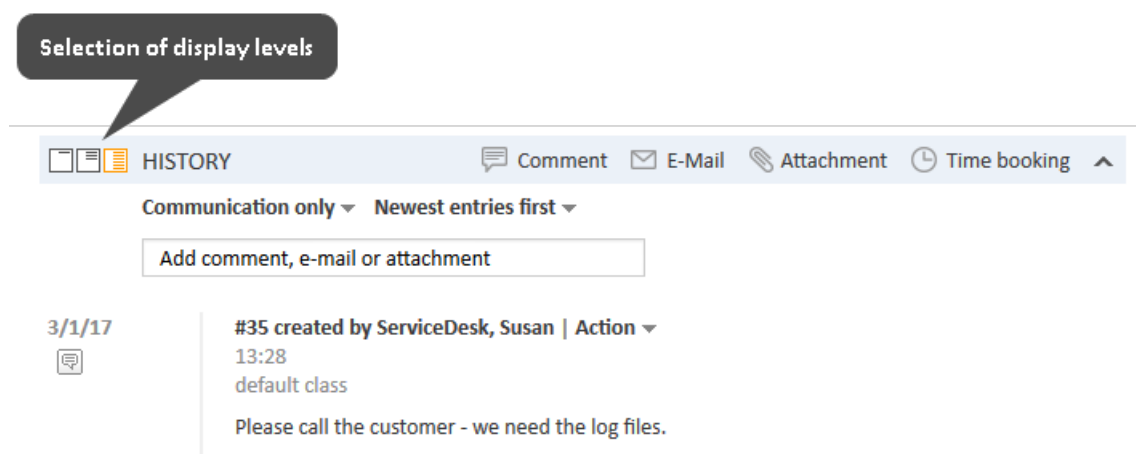 Selection of display levels
HISTORY Comment E-Mail Attachment Time booking
Communication only Newest entries first
Add comment, e-mail or attachment
3/1/17 #35 created by ServiceDesk, Susan | Action
13:28
default class
Please call the customer - we need the log files.